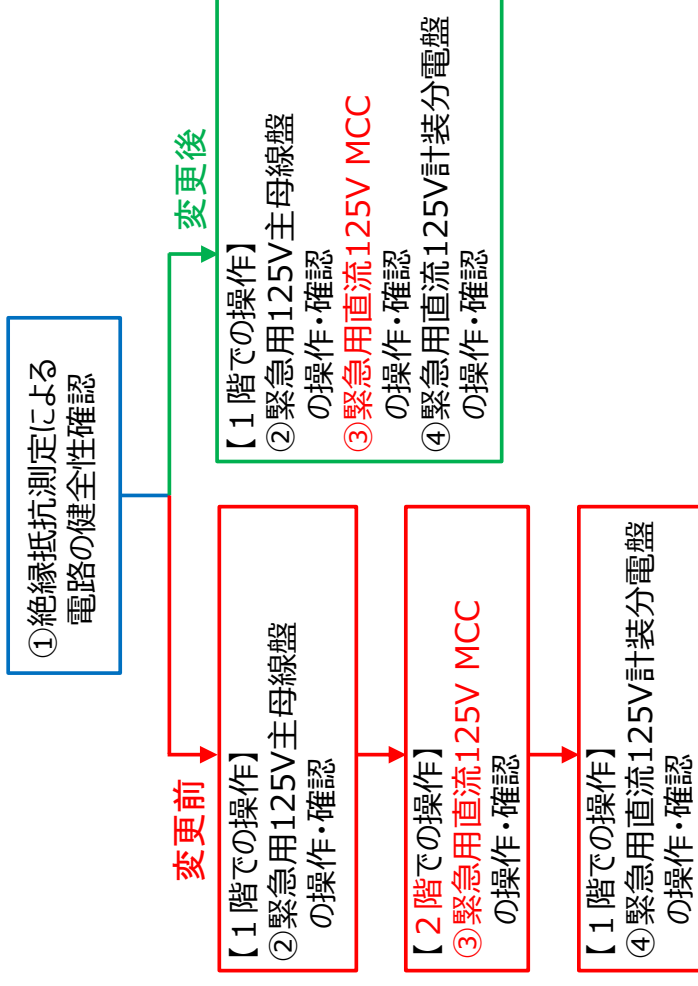 ①絶縁抵抗測定による
電路の健全性確認
変更前
【１階での操作】
②緊急用125V主母線盤
の操作・確認
【２階での操作】
③緊急用直流125V MCC
の操作・確認
【１階での操作】
④緊急用直流125V計装分電盤
の操作・確認
変更後
【１階での操作】
②緊急用125V主母線盤
の操作・確認
③緊急用直流125V MCC
の操作・確認
④緊急用直流125V計装分電盤
の操作・確認